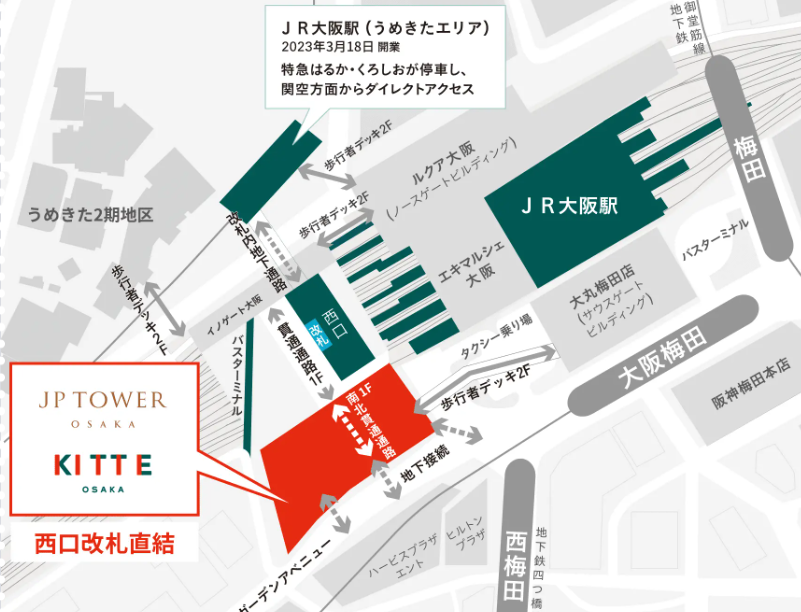 ＪＲ大阪駅（うめきたエリア）
2023年3月18日 開業
特急はるか・くろしおが停車し、
関空方面からダイレクトアクセス
地下鉄
御堂筋線
梅田
歩行者デッキ2F
ルクア大阪
(ノースゲートビルディング)
ＪＲ大阪駅
うめきた2期地区
改札内地下通路
歩行者デッキ2F
エキマルシェ
大阪
バスターミナル
大丸梅田店
(サウスゲート
ビルディング)
歩行者デッキ2F
イノゲート大阪
バスターミナル
西口
改札
貫通通路1F
タクシー乗り場
歩行者デッキ2F
大阪梅田
阪神梅田本店
JP TOWER
OSAKA
KITTE
OSAKA
西口改札直結
1F
南北貫通通路
地下接続
ガーデンアベニュー
ハービスプラザ
エント
ヒルトン
プラザ
西梅田
地下鉄四つ橋